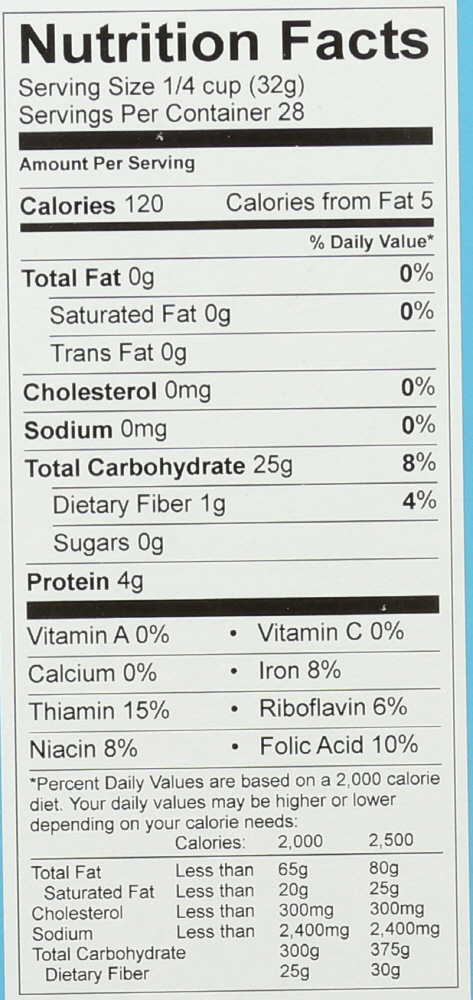 Nutrition Facts
Serving Size 1/4 cup (32g)
Servings Per Container 28
Amount Per Serving
Calories 120 Calories from Fat 5
% Daily Value*
Total Fat 0g 0%
Saturated Fat 0g 0%
Trans Fat 0g
Cholesterol 0mg 0%
Sodium 0mg 0%
Total Carbohydrate 25g 8%
Dietary Fiber 1g 4%
Sugars 0g
Protein 4g
Vitamin A 0% • Vitamin C 0%
Calcium 0% • Iron 8%
Thiamin 15% • Riboflavin 6%
Niacin 8% • Folic Acid 10%
*Percent Daily Values are based on a 2,000 calorie
diet. Your daily values may be higher or lower
depending on your calorie needs:
Calories: 2,000 2,500
Total Fat Less than 65g 80g
Saturated Fat Less than 20g 25g
Cholesterol Less than 300mg 300mg
Sodium Less than 2,400mg 2,400mg
Total Carbohydrate 300g 375g
Dietary Fiber 25g 30g